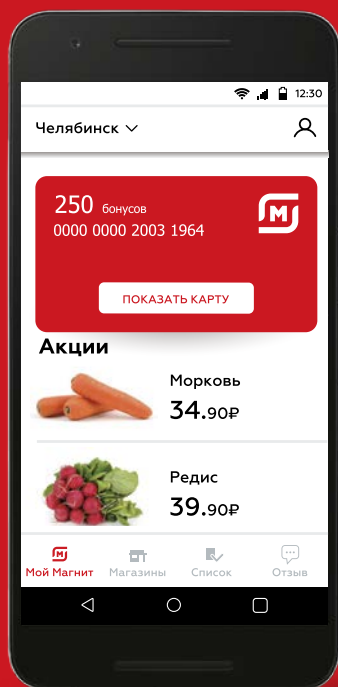 12:30
Челябинск
250 бонусов
0000 0000 2003 1964
М
ПОКАЗАТЬ КАРТУ
Акции
Морковь
34.90₽
Редис
39.90₽
М
Мой Магнит Магазины Список Отзыв